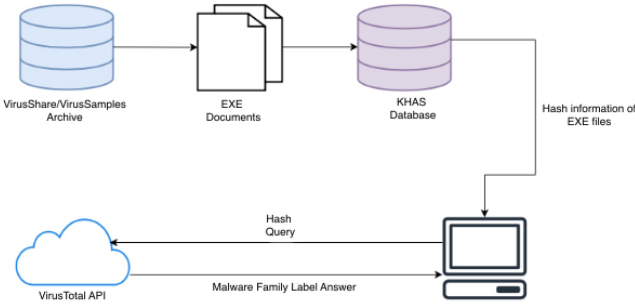 VirusShare/VirusSamples
Archive
EXE
Documents
KHAS
Database
Hash information of
EXE files
Hash
Query
VirusTotal API
Malware Family Label Answer